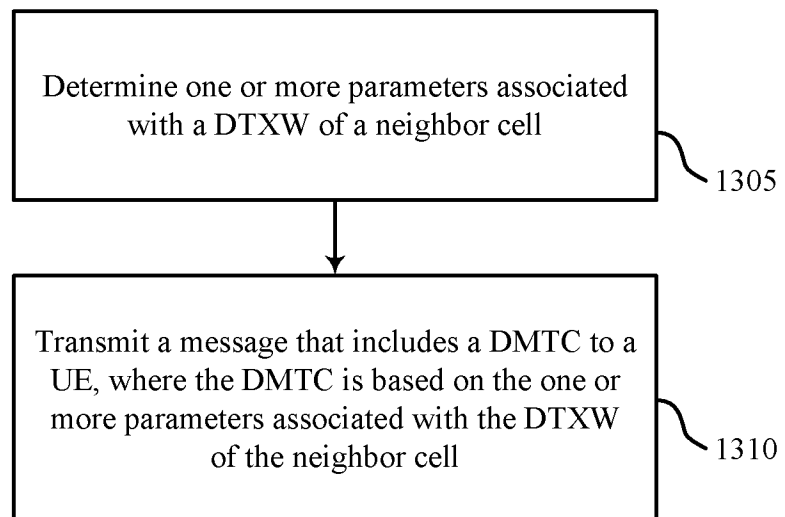 Determine one or more parameters associated
with a DTXW of a neighbor cell
1305
Transmit a message that includes a DMTC to a
UE, where the DMTC is based on the one or
more parameters associated with the DTXW
of the neighbor cell
1310